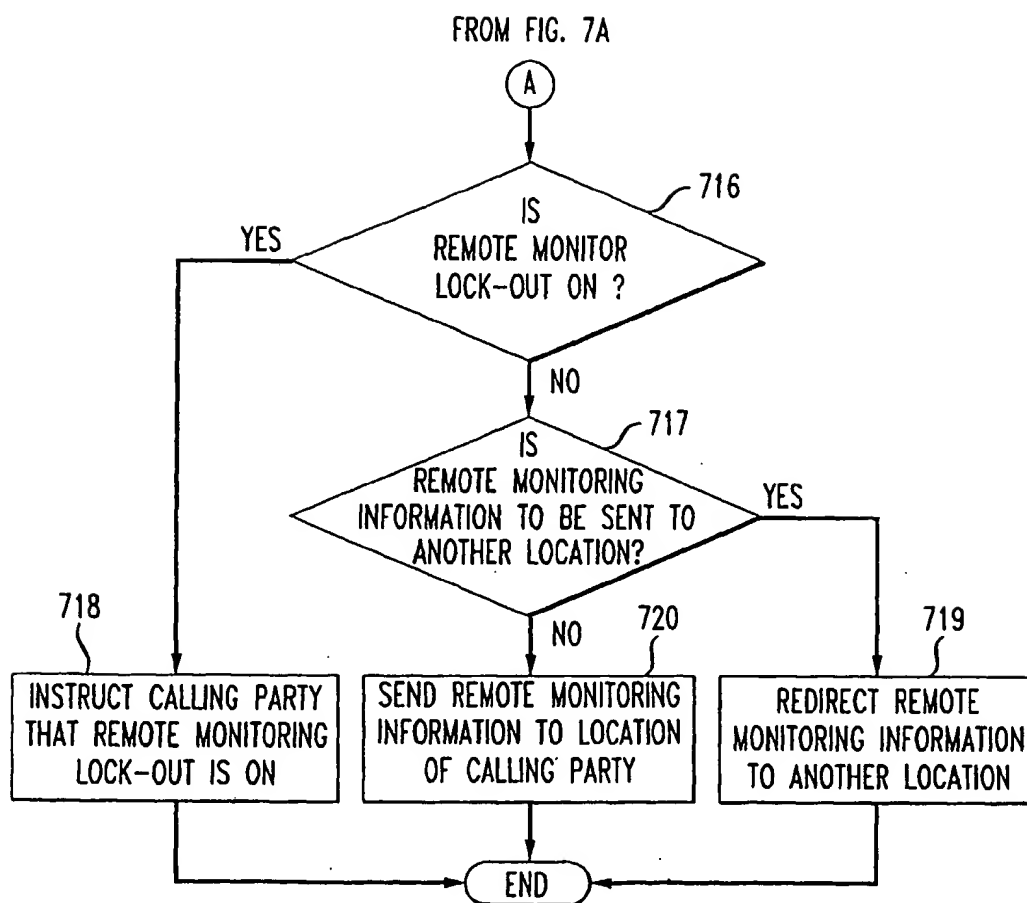 FROM FIG. 7A
A
716
IS
REMOTE MONITOR
LOCK-OUT ON ?
YES
NO
717
IS
REMOTE MONITORING
INFORMATION TO BE SENT TO
ANOTHER LOCATION?
YES
NO
718
INSTRUCT CALLING PARTY
THAT REMOTE MONITORING
LOCK-OUT IS ON
720
SEND REMOTE MONITORING
INFORMATION TO LOCATION
OF CALLING PARTY
719
REDIRECT REMOTE
MONITORING INFORMATION
TO ANOTHER LOCATION
END